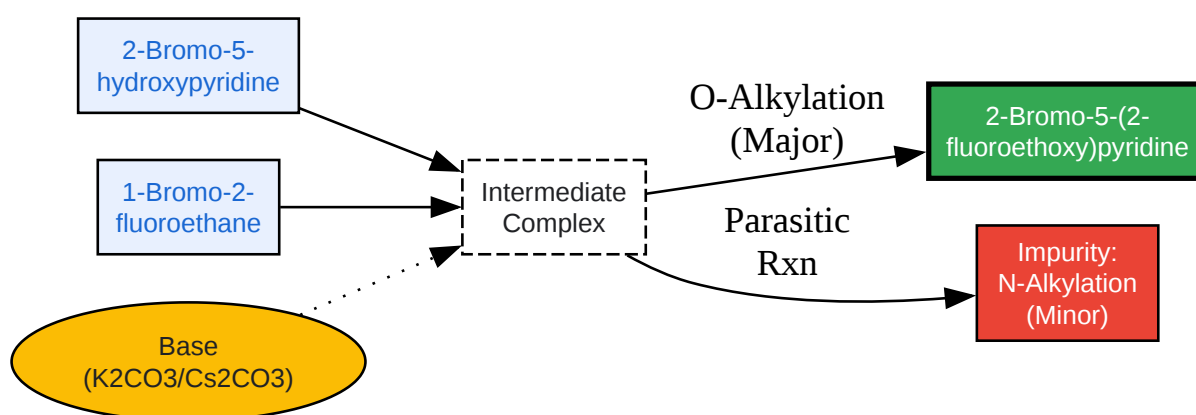 2-Bromo-5-
hydroxypyridine
1-Bromo-2-
fluoroethane
Base
(K2CO3/Cs2CO3)
Intermediate
Complex
O-Alkylation
(Major)
Parasitic
Rxn
2-Bromo-5-(2-
fluoroethoxy)pyridine
Impurity:
N-Alkylation
(Minor)